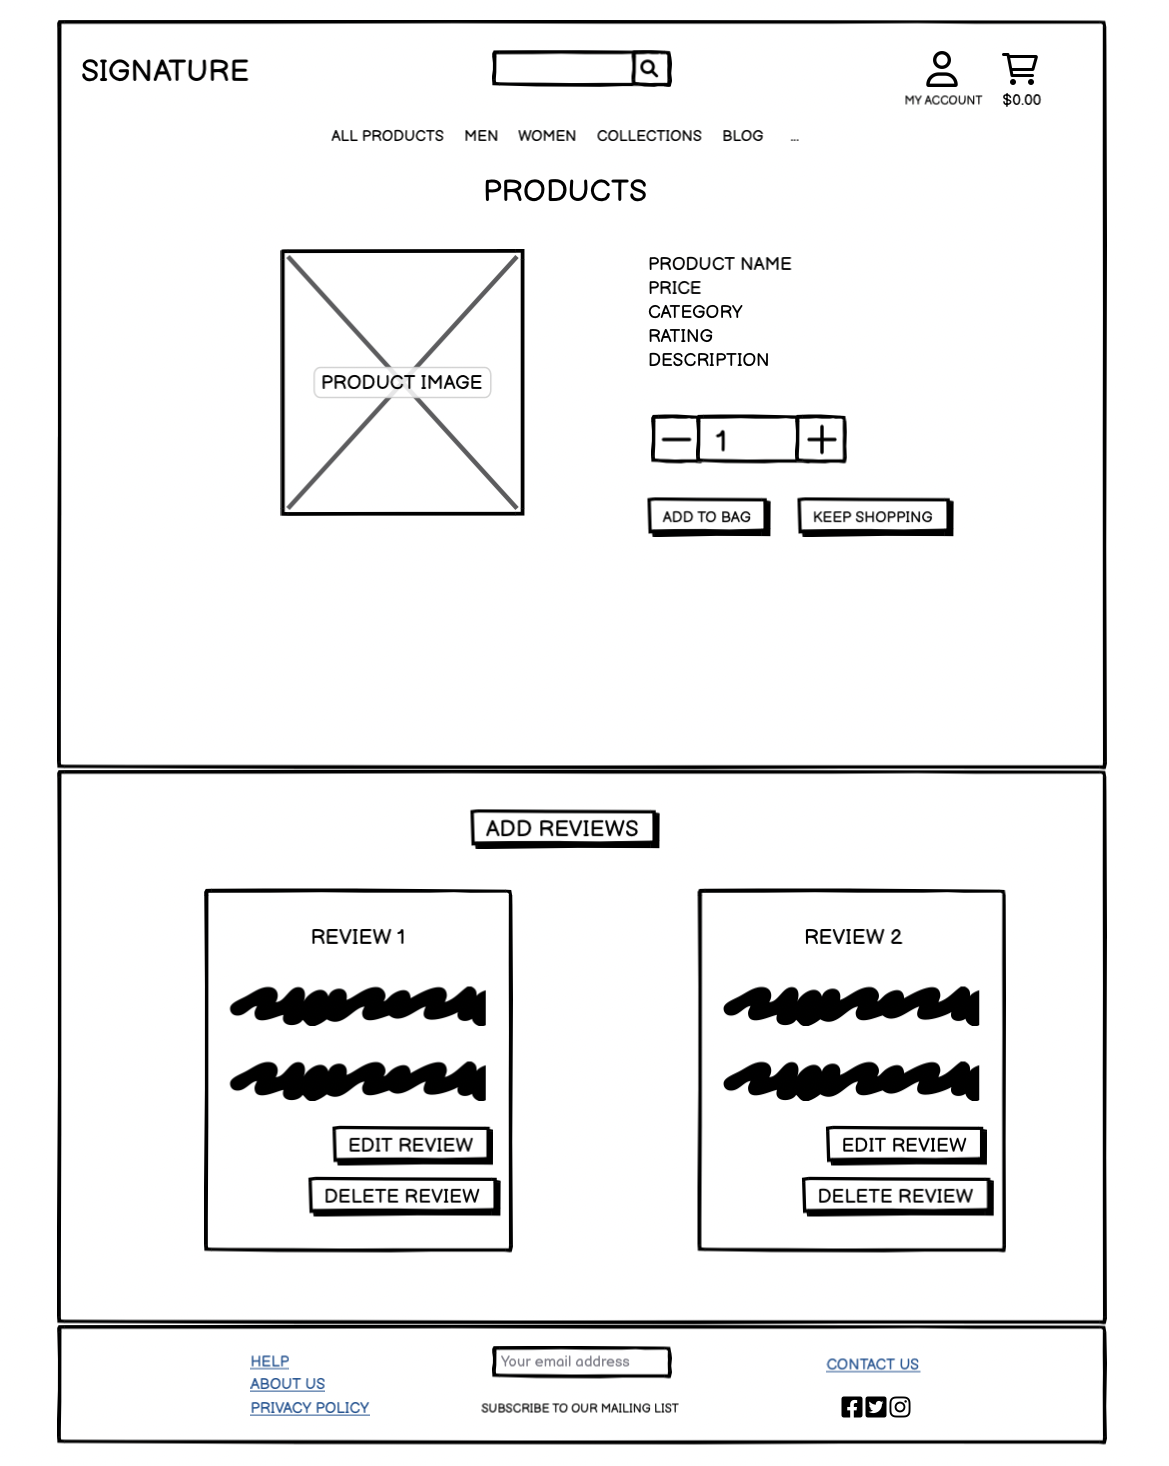 SIGNATURE
MY ACCOUNT
$0.00
ALL PRODUCTS MEN WOMEN COLLECTIONS BLOG ...
PRODUCTS
PRODUCT IMAGE
PRODUCT NAME
PRICE
CATEGORY
RATING
DESCRIPTION
1
ADD TO BAG
KEEP SHOPPING
ADD REVIEWS
REVIEW 1
EDIT REVIEW
DELETE REVIEW
REVIEW 2
EDIT REVIEW
DELETE REVIEW
HELP
ABOUT US
PRIVACY POLICY
Your email address
SUBSCRIBE TO OUR MAILING LIST
CONTACT US